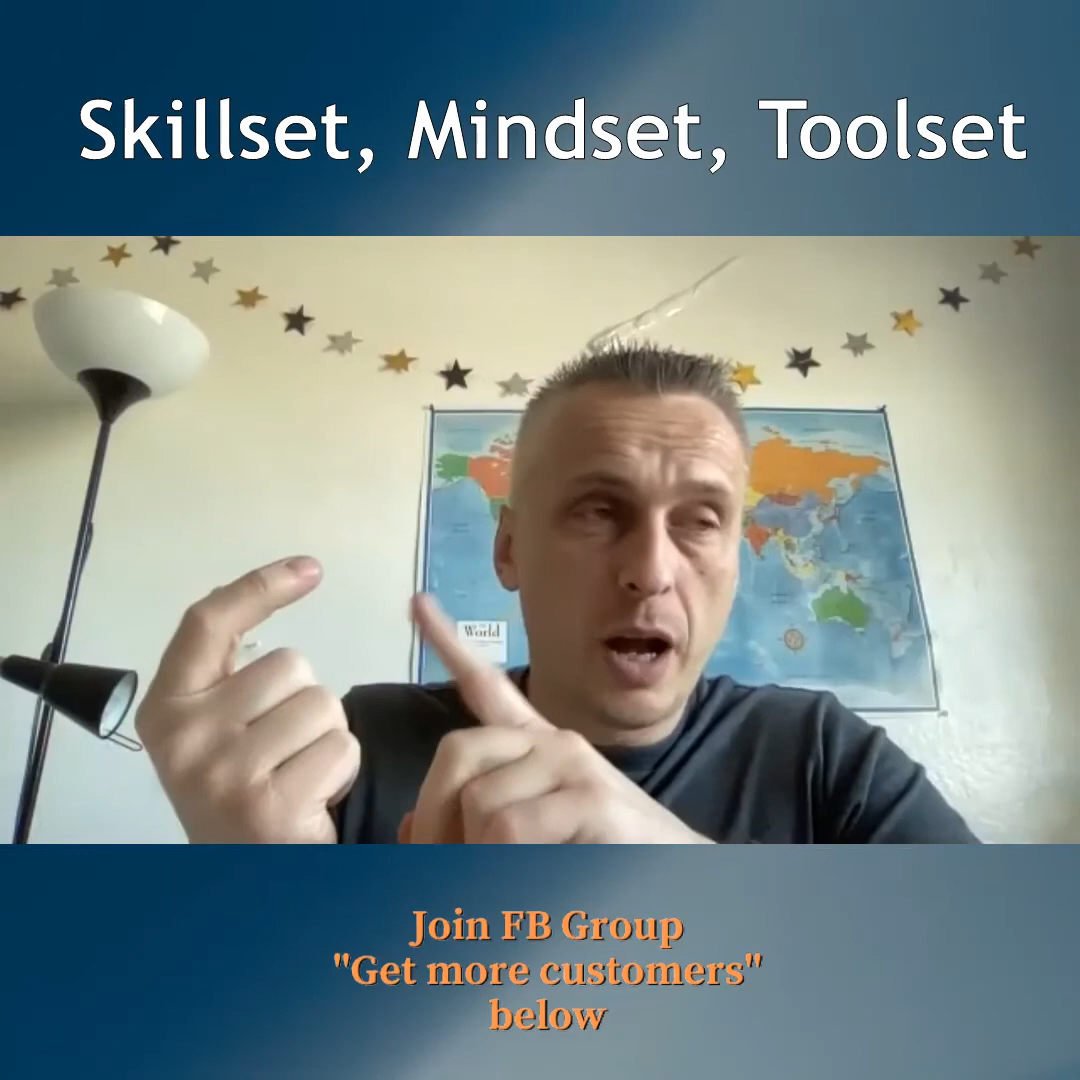 Skillset, Mindset, Toolset
World
Join FB Group
"Get more customers"
below